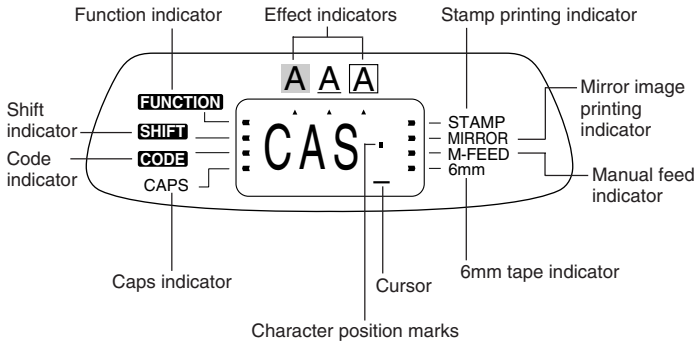 Function indicator
Effect indicators
Stamp printing indicator
A A A
FUNCTION
Shift
indicator
SHIFT
Code
indicator
CODE
CAPS
CAS
STAMP
MIRROR
M-FEED
6mm
Mirror image
printing
indicator
Manual feed
indicator
Caps indicator
Cursor
6mm tape indicator
Character position marks